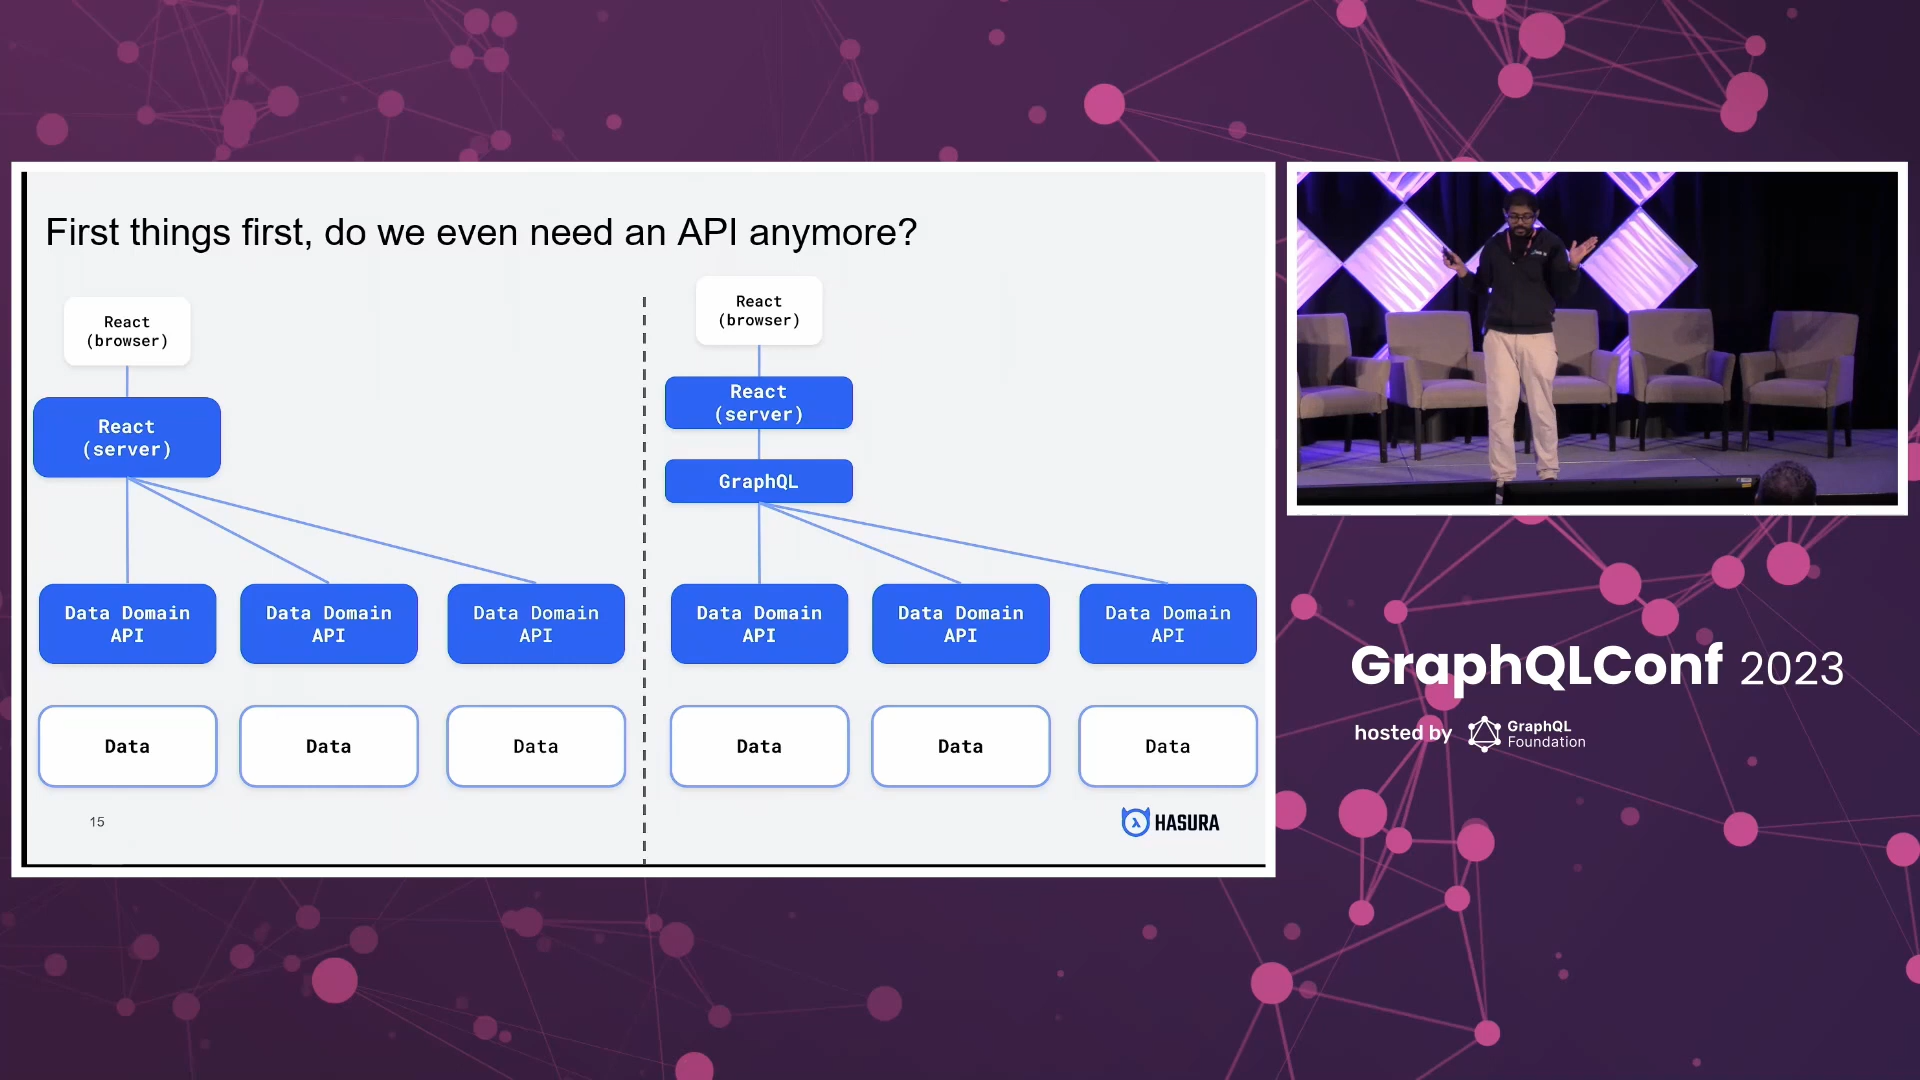 First things first, do we even need an API anymore?
React
(browser)
React
(server)
Data Domain
API
Data Domain
API
Data Domain
API
Data
Data
Data
React
(browser)
React
(server)
GraphQL
Data Domain
API
Data Domain
API
Data Domain
API
Data
Data
Data
15
HASURA
GraphQLConf 2023
hosted by
GraphQL
Foundation